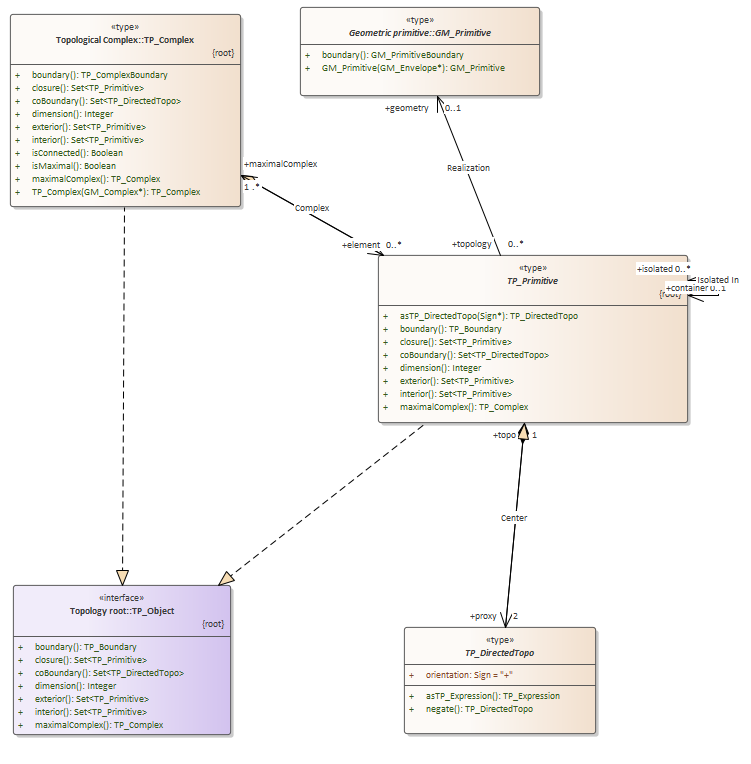 «type»
Topological Complex::TP_Complex
{root}
+ boundary(): TP_ComplexBoundary
+ closure(): Set<TP_Primitive>
+ coBoundary(): Set<TP_DirectedTopo>
+ dimension(): Integer
+ exterior(): Set<TP_Primitive>
+ interior(): Set<TP_Primitive>
+ isConnected(): Boolean
+ isMaximal(): Boolean
+ maximalComplex(): TP_Complex
+ TP_Complex(GM_Complex*): TP_Complex
«type»
Geometric primitive::GM_Primitive
+ boundary(): GM_PrimitiveBoundary
+ GM_Primitive(GM_Envelope*): GM_Primitive
+geometry 0..1
Realization
+topology 0..*
+maximalComplex
1..*
Complex
+element 0..*
«type»
TP_Primitive
{root}
+isolated 0..*
Isolated In
+container 0..1
+ asTP_DirectedTopo(Sign*): TP_DirectedTopo
+ boundary(): TP_Boundary
+ closure(): Set<TP_Primitive>
+ coBoundary(): Set<TP_DirectedTopo>
+ dimension(): Integer
+ exterior(): Set<TP_Primitive>
+ interior(): Set<TP_Primitive>
+ maximalComplex(): TP_Complex
+topo 1
Center
+proxy 2
«interface»
Topology root::TP_Object
{root}
+ boundary(): TP_Boundary
+ closure(): Set<TP_Primitive>
+ coBoundary(): Set<TP_DirectedTopo>
+ dimension(): Integer
+ exterior(): Set<TP_Primitive>
+ interior(): Set<TP_Primitive>
+ maximalComplex(): TP_Complex
«type»
TP_DirectedTopo
+ orientation: Sign = "+"
+ asTP_Expression(): TP_Expression
+ negate(): TP_DirectedTopo